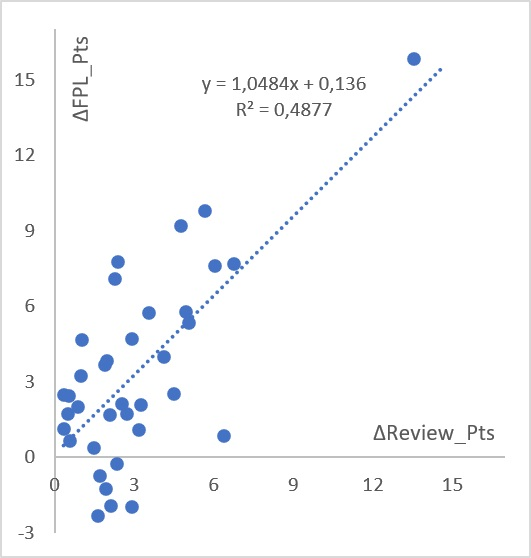 ΔFPL_Pts
15
y = 1,0484x + 0,136
R² = 0,4877
12
9
6
3
ΔReview_Pts
0
0 3 6 9 12 15
-3